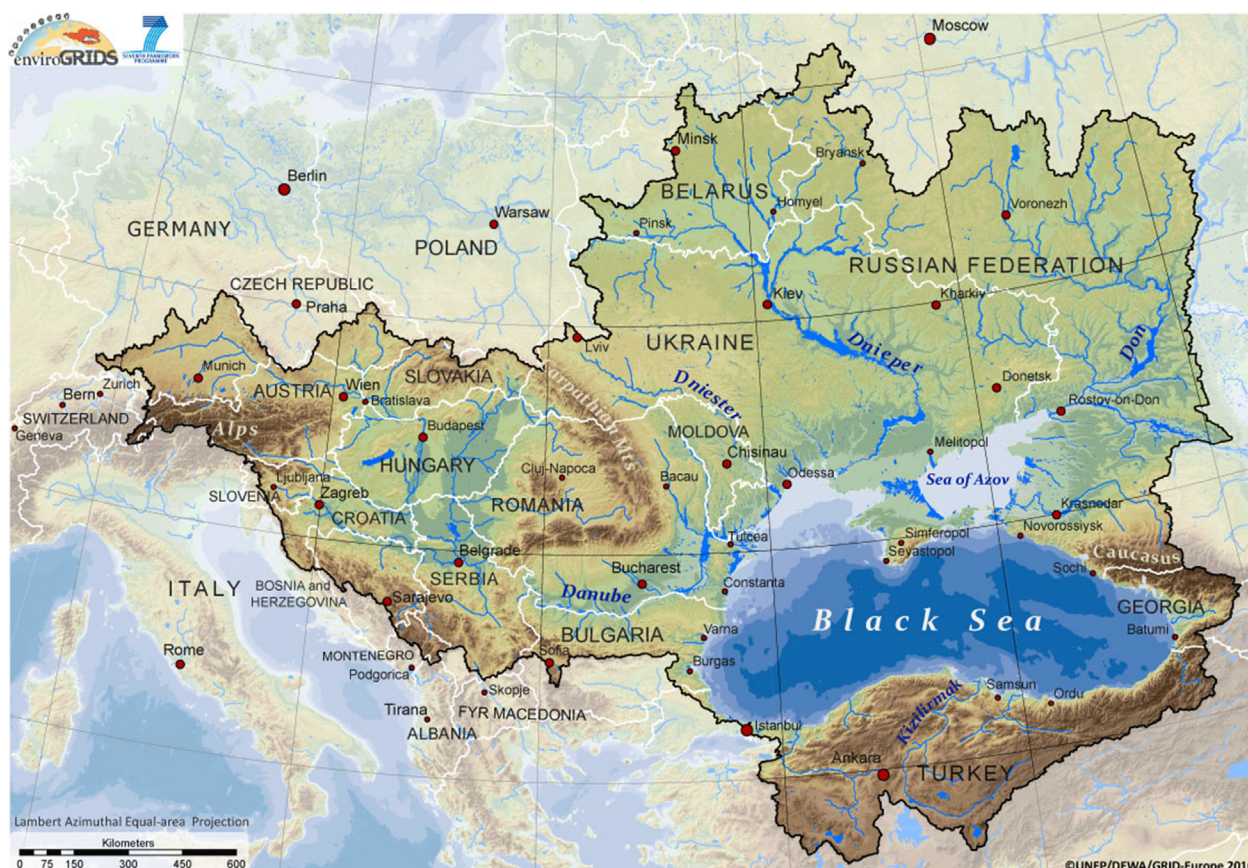 enviroGRIDS
7
SEVENTH FRAMEWORK
PROGRAMME
Moscow
Minsk
Bryansk
Berlin
BELARUS
Homyel
Voronezh
Warsaw
Pinsk
GERMANY
POLAND
RUSSIAN FEDERATION
CZECH REPUBLIC
Praha
Kiev
Kharkiv
Lviv
UKRAINE
Dnieper
Don
Munich
SLOVAKIA
Zurich
AUSTRIA
Wien
Carpathian Mts
Dniester
Donetsk
Bern
Bratislava
Rostov-on-Don
SWITZERLAND
Geneva
Alps
Budapest
MOLDOVA
Melitopol
HUNGARY
Chisinau
Cluj-Napoca
Bacau
Odessa
Sea of Azov
Ljubljana
SLOVENIA
Zagreb
ROMANIA
Krasnodar
CROATIA
Novorossiysk
Tulcea
Simferopol
Sevastopol
Caucasus
Belgrade
Sochi
ITALY
BOSNIA and
HERZEGOVINA
SERBIA
Bucharest
Constanta
Sarajevo
Danube
GEORGIA
Black Sea
BULGARIA
Varna
Batumi
Rome
MONTENEGRO
Sofia
Podgorica
Burgas
Skopje
Kizilirmak
Samsun
Ordu
Tirana
FYR MACEDONIA
ALBANIA
Istanbul
Ankara
TURKEY
Lambert Azimuthal Equal-area Projection
Kilometers
0 75 150 300 450 600
©UNEP/DEWA/GRID-Europe 2010